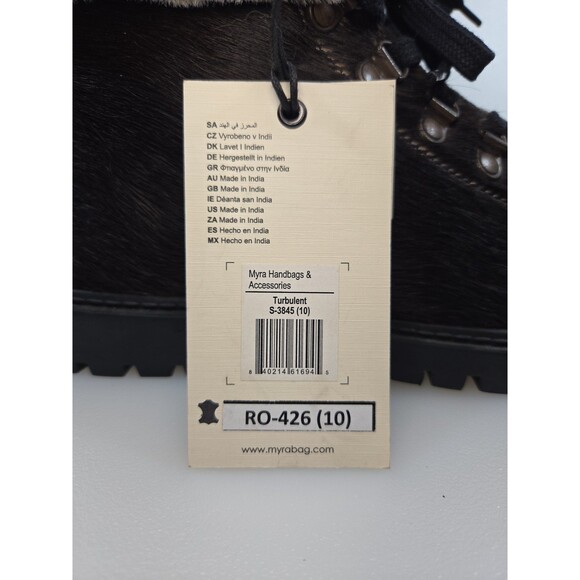 SA المحرز في الهند
CZ Vyrobeno v Indii
DK Lavet I Indien
DE Hergestellt in Indien
GR Φτιαγμένο στην Ινδία
AU Made in India
GB Made in India
IE Déanta san India
US Made in India
ZA Made in India
ES Hecho en India
MX Hecho en India
Myra Handbags &
Accessories
Turbulent
S-3845 (10)
8 40214 61694 5
RO-426 (10)
www.myrabag.com